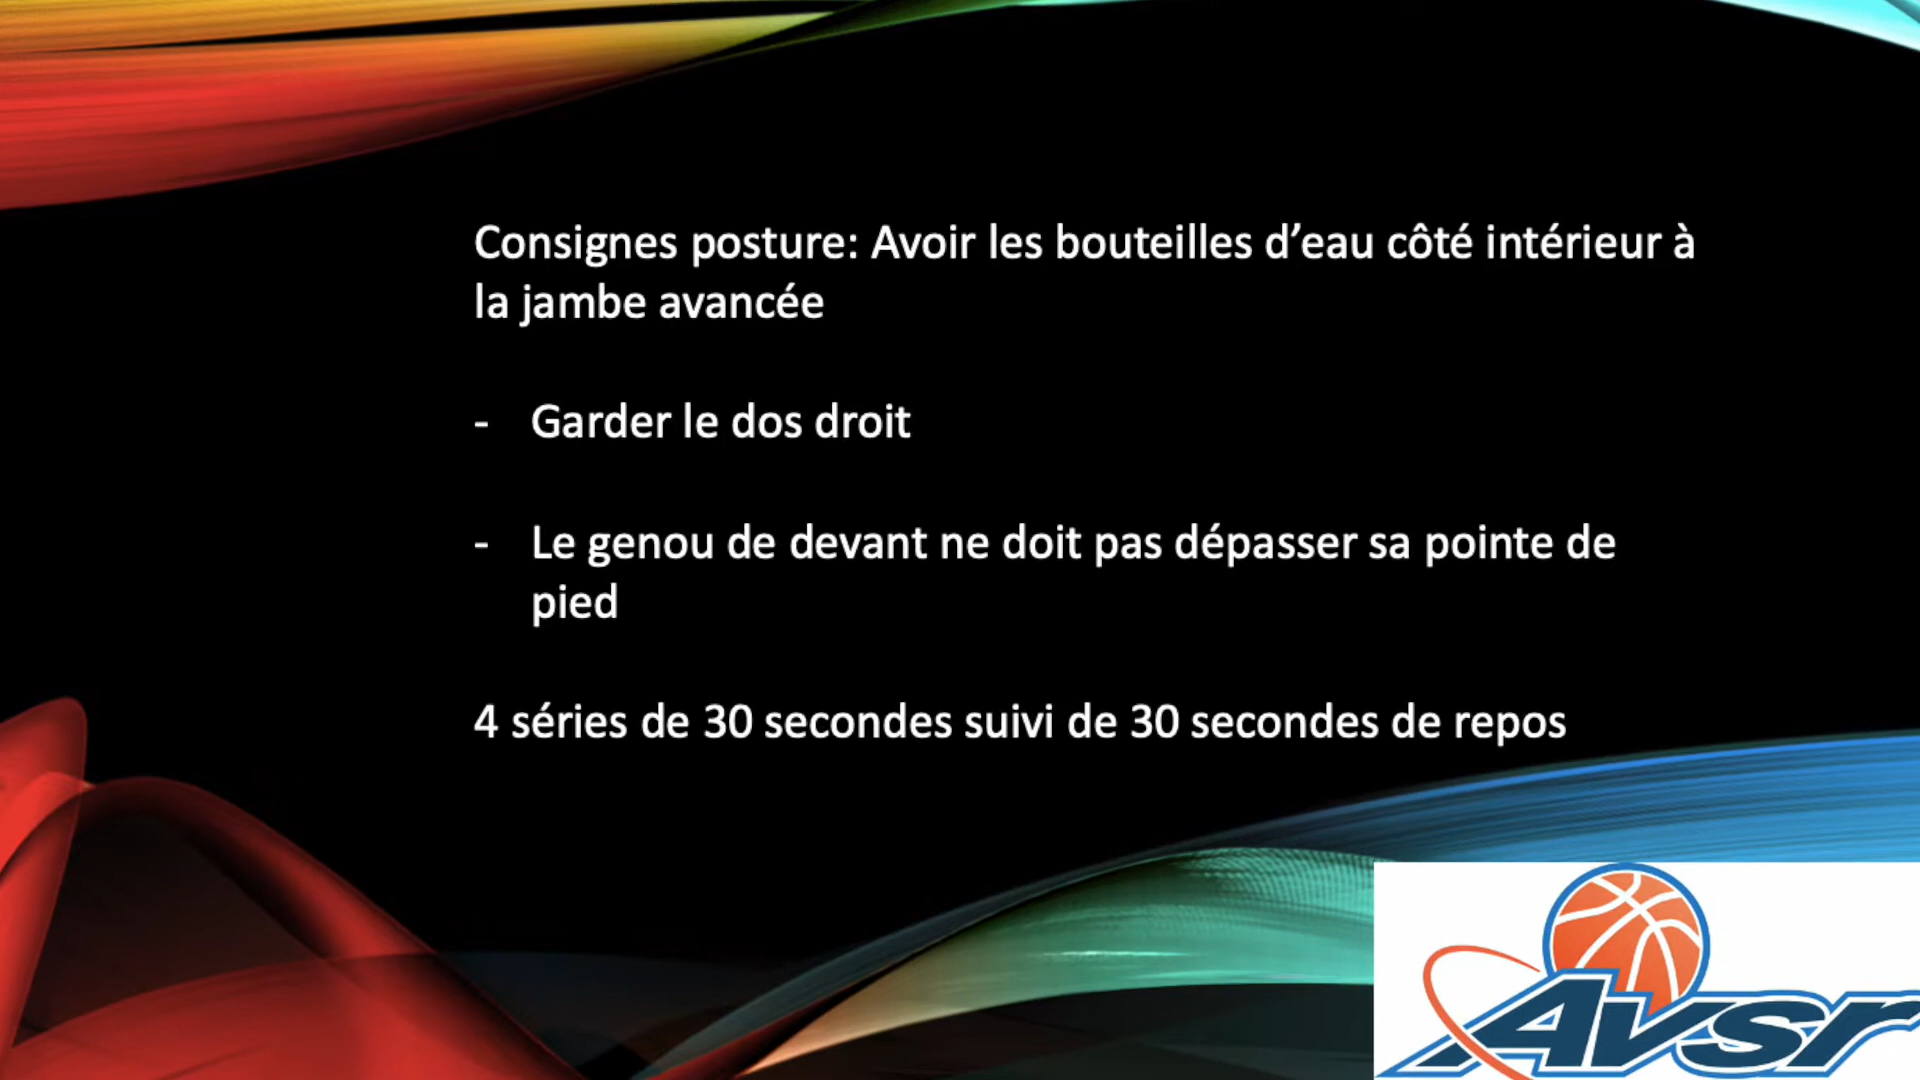 Consignes posture: Avoir les bouteilles d’eau côté intérieur à
la jambe avancée
- Garder le dos droit
- Le genou de devant ne doit pas dépasser sa pointe de
pied
4 séries de 30 secondes suivi de 30 secondes de repos
Avsr